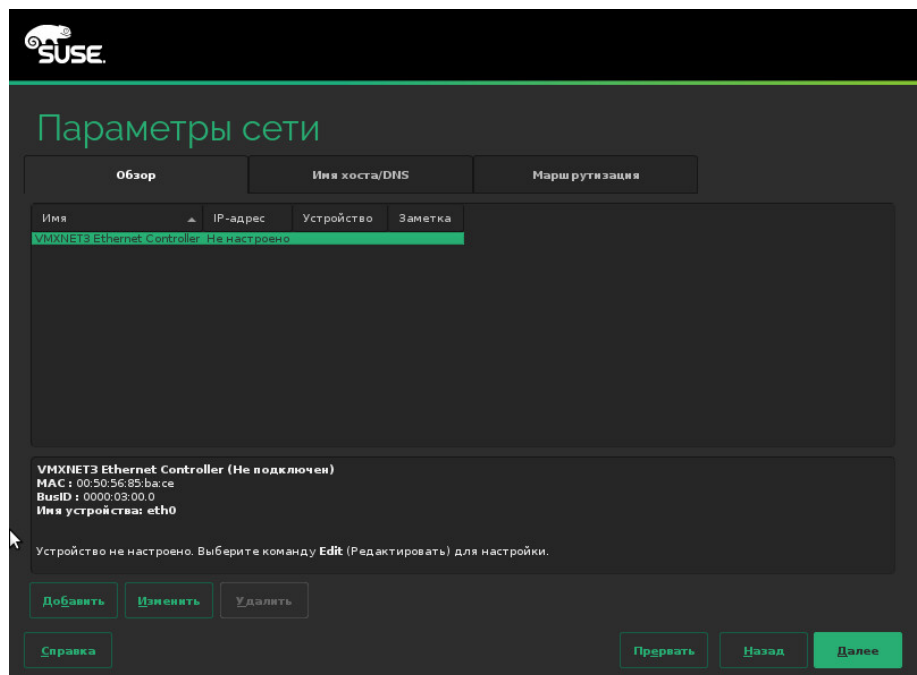 SUSE.
Параметры сети
Обзор Имя хоста/DNS Маршрутизация
Имя IP-адрес Устройство Заметка
VMXNET3 Ethernet Controller Не настроено
VMXNET3 Ethernet Controller (Не подключен)
MAC : 00:50:56:85:ba:ce
BusID : 0000:03:00.0
Имя устройства: eth0
Устройство не настроено. Выберите команду Edit (Редактировать) для настройки.
Добавить Изменить Удалить
Справка Прервать Назад Далее